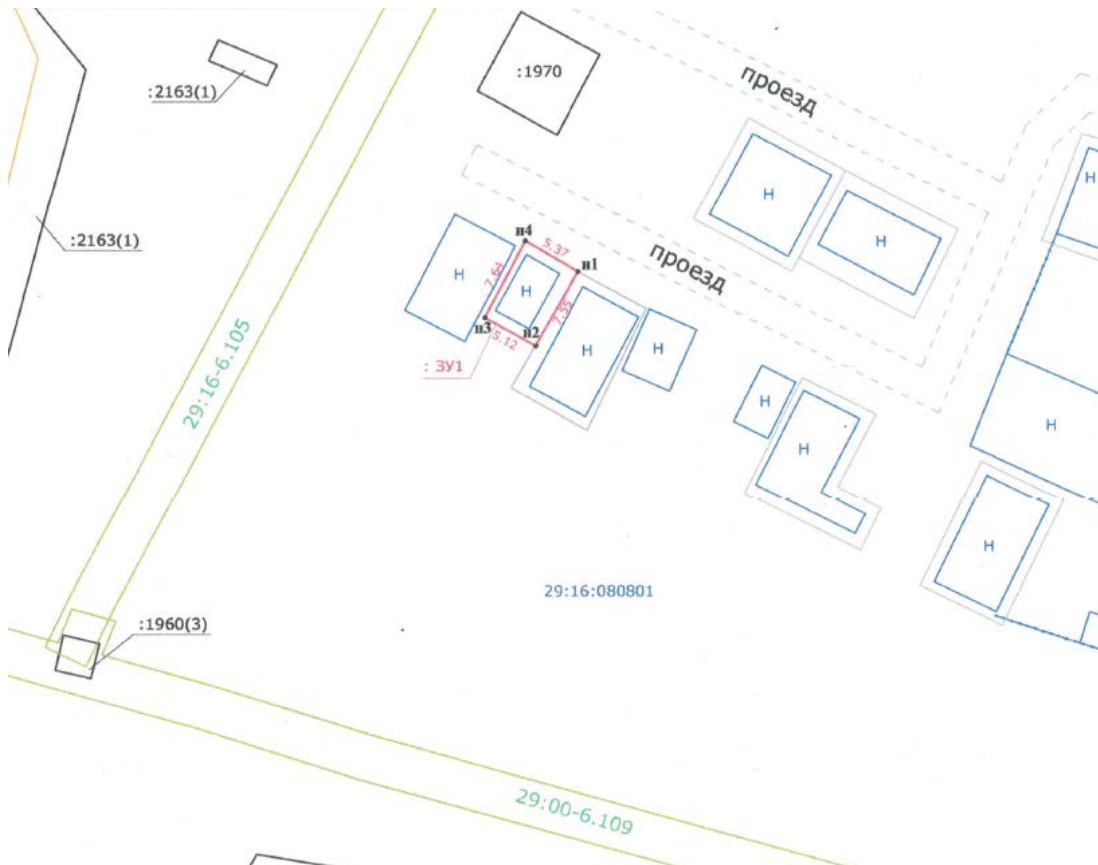 :1970
проезд
:2163(1)
:2163(1)
Н
Н
Н
н4
5.37
н1
проезд
Н
7.61
Н
7.55
29:16-6.105
н3
н2
5.12
Н
Н
: ЗУ1
Н
Н
Н
Н
29:16:080801
:1960(3)
29:00-6.109